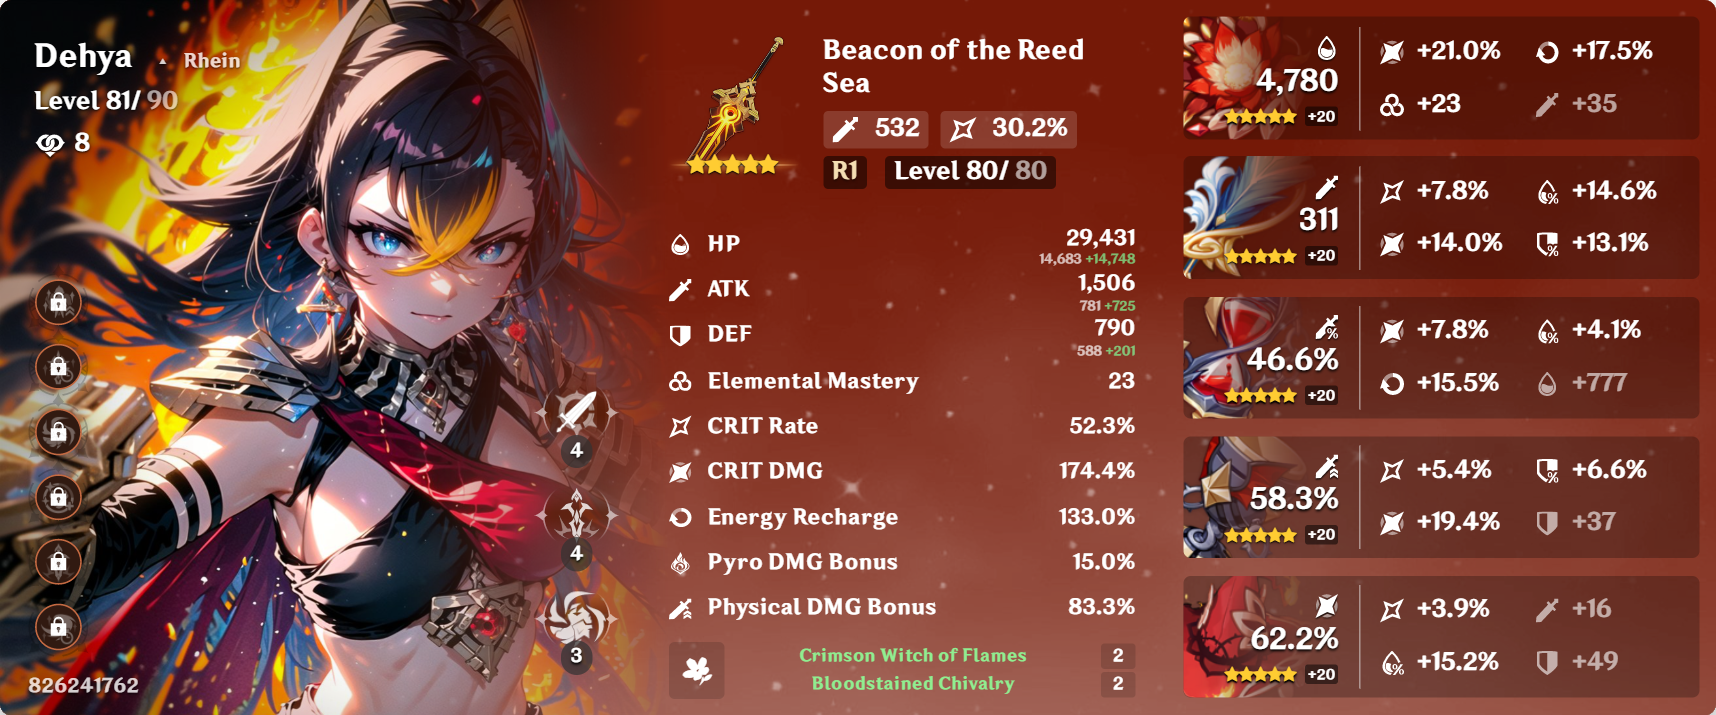 Dehya ▲ Rhein
Level 81/ 90
8
4
4
3
826241762
Beacon of the Reed
Sea
532 30.2%
R1 Level 80/ 80
HP 29,431
14,683 +14,748
ATK 1,506
781 +725
DEF 790
588 +201
Elemental Mastery 23
CRIT Rate 52.3%
CRIT DMG 174.4%
Energy Recharge 133.0%
Pyro DMG Bonus 15.0%
Physical DMG Bonus 83.3%
Crimson Witch of Flames 2
Bloodstained Chivalry 2
4,780
+20
+21.0% +17.5%
+23 +35
311
+20
+7.8% +14.6%
+14.0% +13.1%
46.6%
+20
+7.8% +4.1%
+15.5% +777
58.3%
+20
+5.4% +6.6%
+19.4% +37
62.2%
+20
+3.9% +16
+15.2% +49